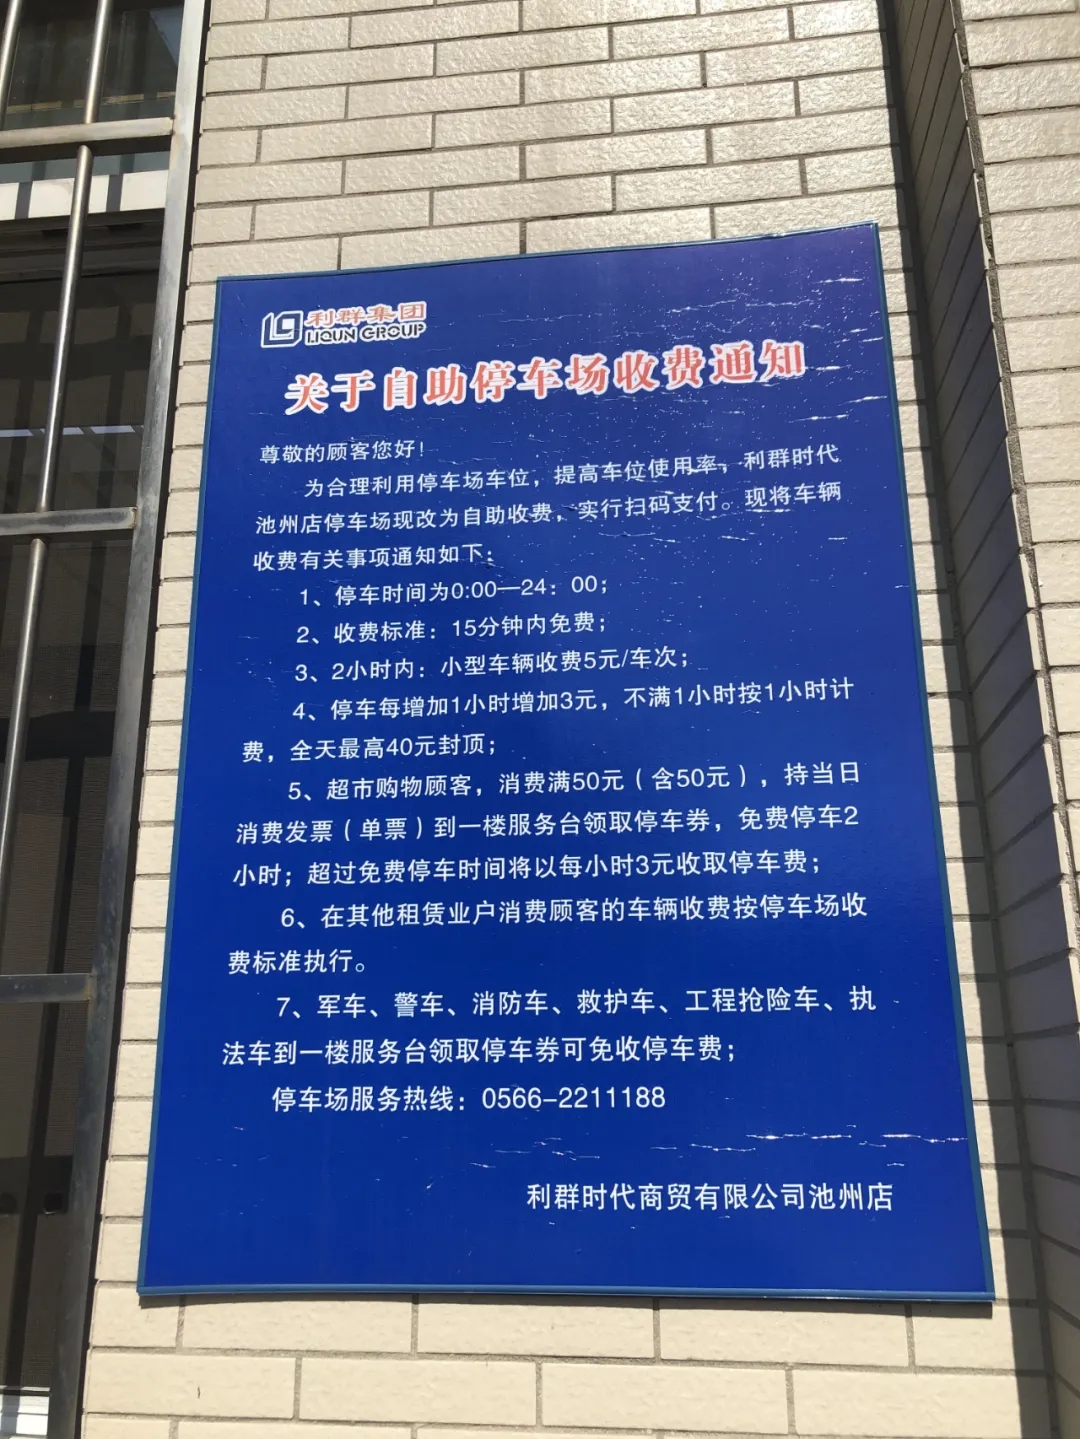 利群集团
LIQUN GROUP
关于自助停车场收费通知
尊敬的顾客您好！
为合理利用停车场车位，提高车位使用率，利群时代
池州店停车场现改为自助收费，实行扫码支付。现将车辆
收费有关事项通知如下：
1、停车时间为0:00—24：00；
2、收费标准：15分钟内免费；
3、2小时内：小型车辆收费5元/车次；
4、停车每增加1小时增加3元，不满1小时按1小时计
费，全天最高40元封顶；
5、超市购物顾客，消费满50元（含50元），持当日
消费发票（单票）到一楼服务台领取停车券，免费停车2
小时；超过免费停车时间将以每小时3元收取停车费；
6、在其他租赁业户消费顾客的车辆收费按停车场收
费标准执行。
7、军车、警车、消防车、救护车、工程抢险车、执
法车到一楼服务台领取停车券可免收停车费；
停车场服务热线：0566-2211188
利群时代商贸有限公司池州店